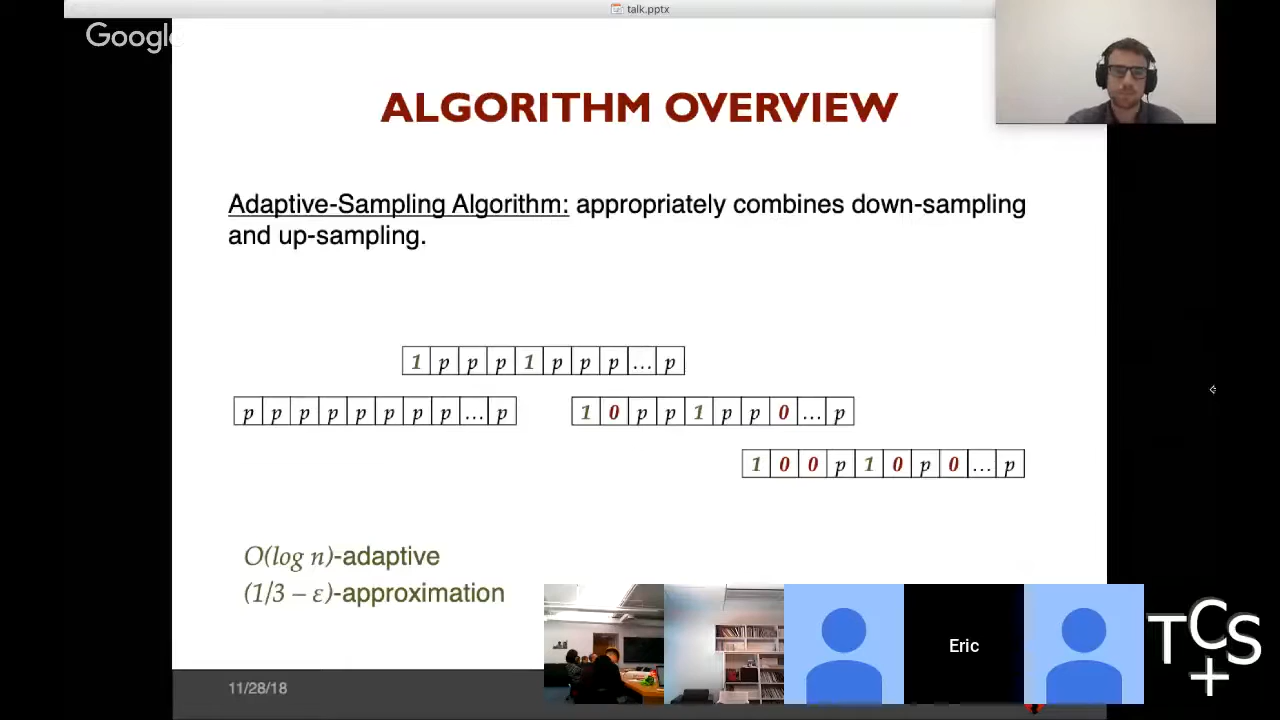 talk.pptx
Google
ALGORITHM OVERVIEW
Adaptive-Sampling Algorithm: appropriately combines down-sampling
and up-sampling.
1 p p p 1 p p p … p
p p p p p p p p … p
1 0 p p 1 p p 0 … p
1 0 0 p 1 0 p 0 … p
O(log n)-adaptive
(1/3 – ε)-approximation
Eric
TCS
+
11/28/18